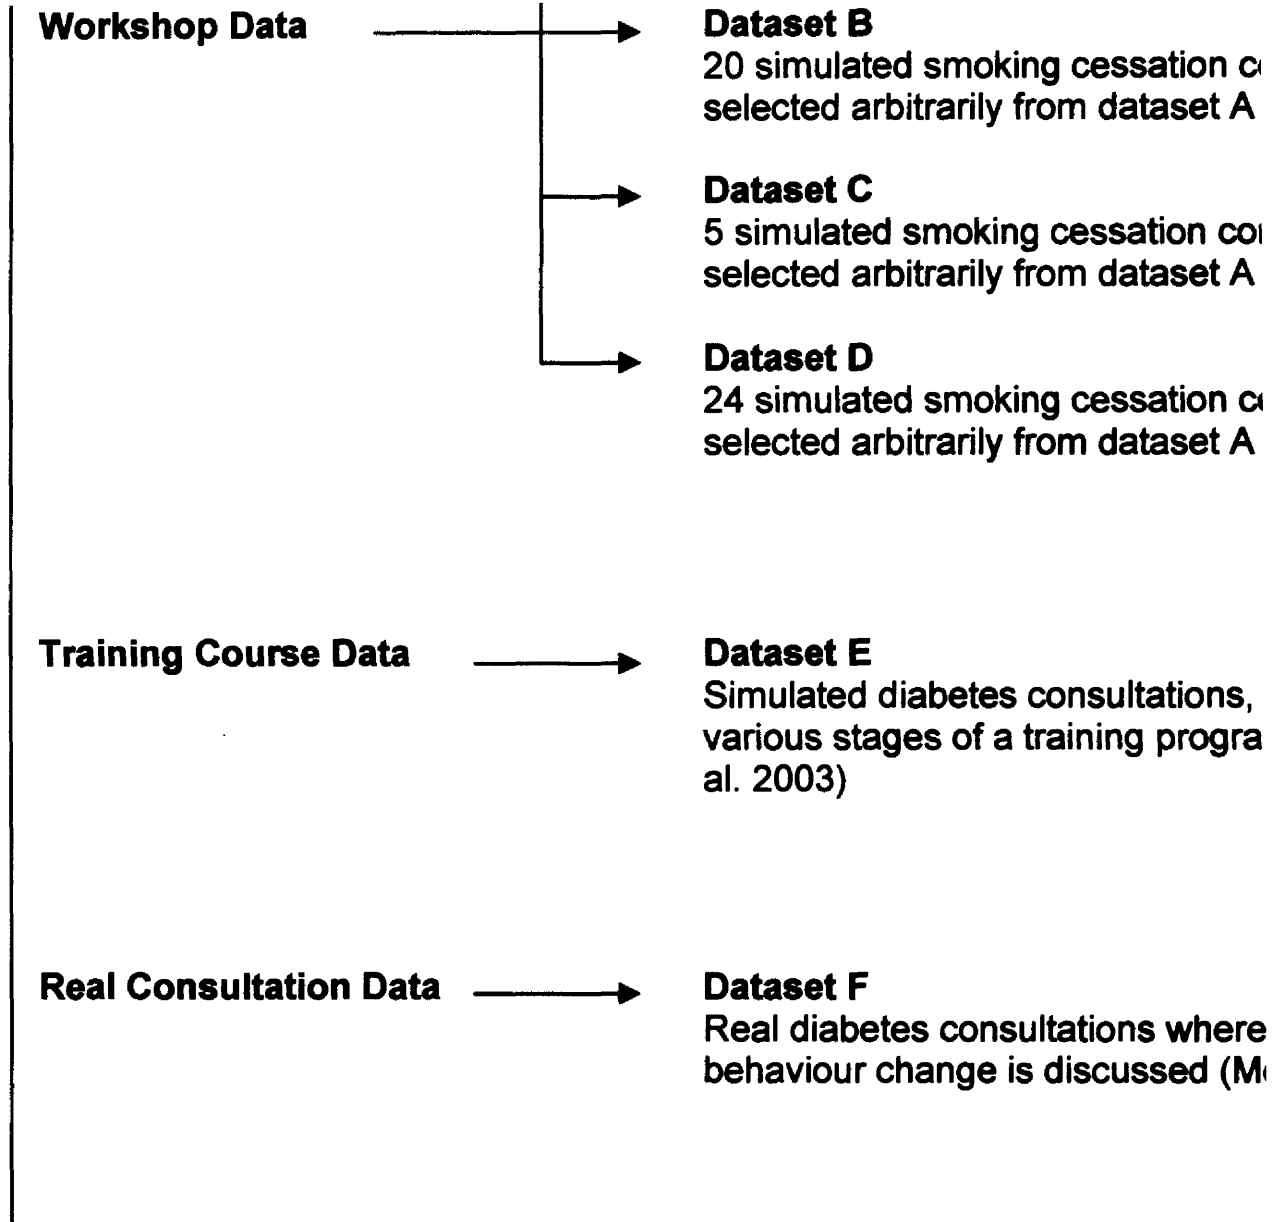 Workshop Data
Dataset B
20 simulated smoking cessation
selected arbitrarily from dataset A
Dataset C
5 simulated smoking cessation
selected arbitrarily from dataset A
Dataset D
24 simulated smoking cessation
selected arbitrarily from dataset A
Training Course Data
Dataset E
Simulated diabetes consultations,
various stages of a training progra
al. 2003)
Real Consultation Data
Dataset F
Real diabetes consultations where
behaviour change is discussed